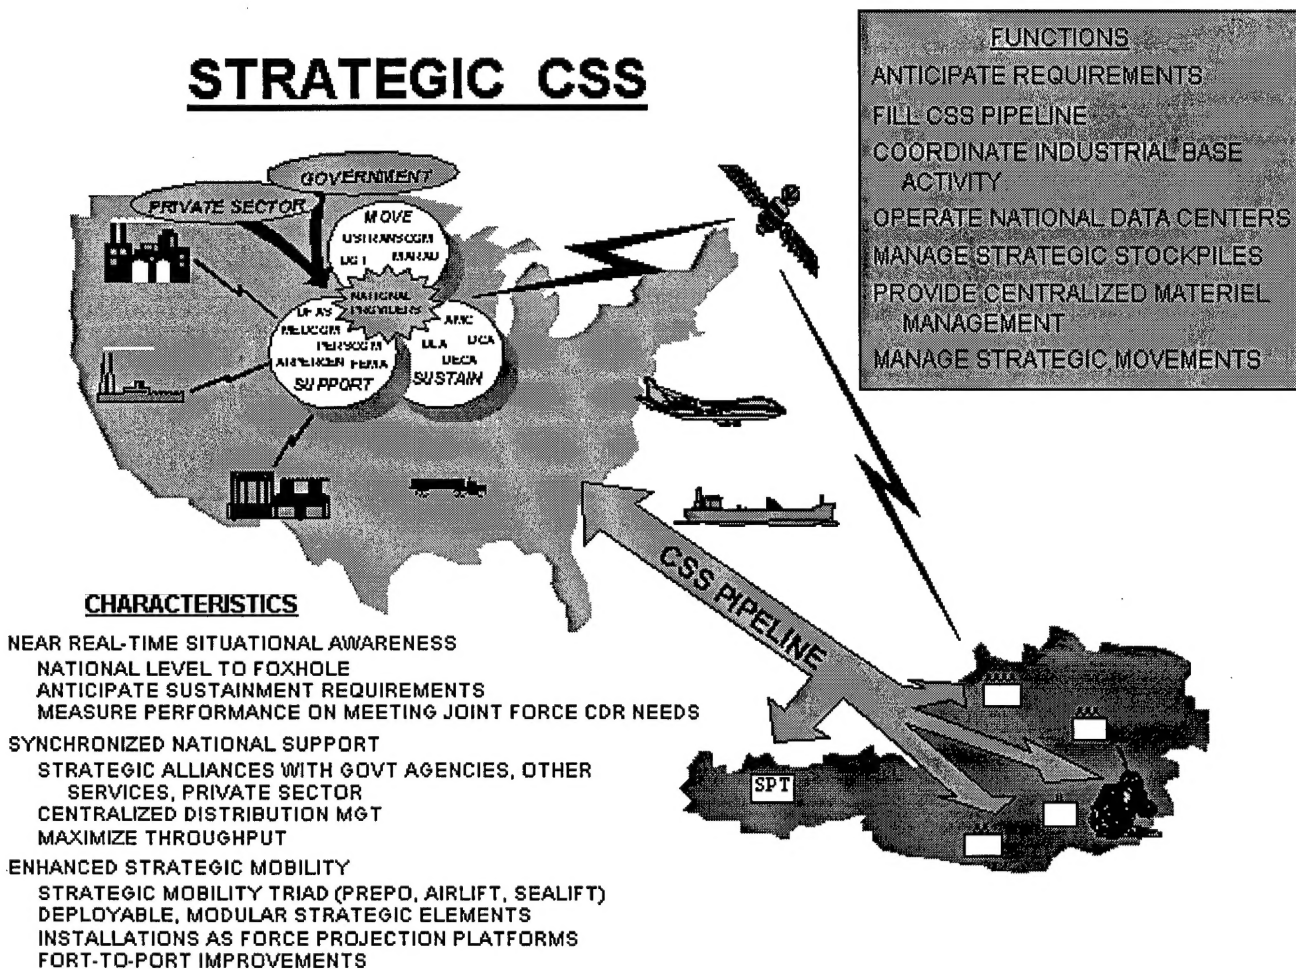 STRATEGIC CSS
FUNCTIONS
ANTICIPATE REQUIREMENTS
FILL CSS PIPELINE
COORDINATE INDUSTRIAL BASE
ACTIVITY
OPERATE NATIONAL DATA CENTERS
MANAGE STRATEGIC STOCKPILES
PROVIDE CENTRALIZED MATERIEL
MANAGEMENT
MANAGE STRATEGIC MOVEMENTS
GOVERNMENT
PRIVATE SECTOR
MOVE
USTRANSCOM
MARAD
NATIONAL
PROVIDERS
DFAS
MEDCOM
PERSCOM
ARPERCEN FEMA
SUPPORT
AMC
DLA DCA
DECA
SUSTAIN
CSS PIPELINE
SPT
CHARACTERISTICS
NEAR REAL-TIME SITUATIONAL AWARENESS
NATIONAL LEVEL TO FOXHOLE
ANTICIPATE SUSTAINMENT REQUIREMENTS
MEASURE PERFORMANCE ON MEETING JOINT FORCE CDR NEEDS
SYNCHRONIZED NATIONAL SUPPORT
STRATEGIC ALLIANCES WITH GOVT AGENCIES, OTHER
SERVICES, PRIVATE SECTOR
CENTRALIZED DISTRIBUTION MGT
MAXIMIZE THROUGHPUT
ENHANCED STRATEGIC MOBILITY
STRATEGIC MOBILITY TRIAD (PREPO, AIRLIFT, SEALIFT)
DEPLOYABLE, MODULAR STRATEGIC ELEMENTS
INSTALLATIONS AS FORCE PROJECTION PLATFORMS
FORT-TO-PORT IMPROVEMENTS